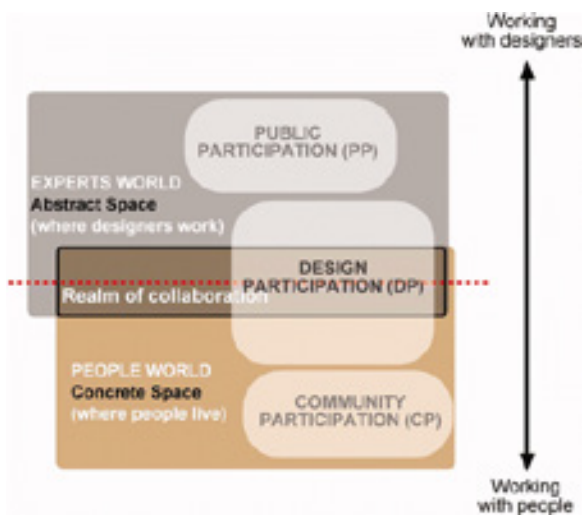 Working
with designers
PUBLIC
PARTICIPATION (PP)
EXPERTS WORLD
Abstract Space
(where designers work)
DESIGN
PARTICIPATION (DP)
Realm of collaboration
PEOPLE WORLD
Concrete Space
(where people live)
COMMUNITY
PARTICIPATION (CP)
Working
with people